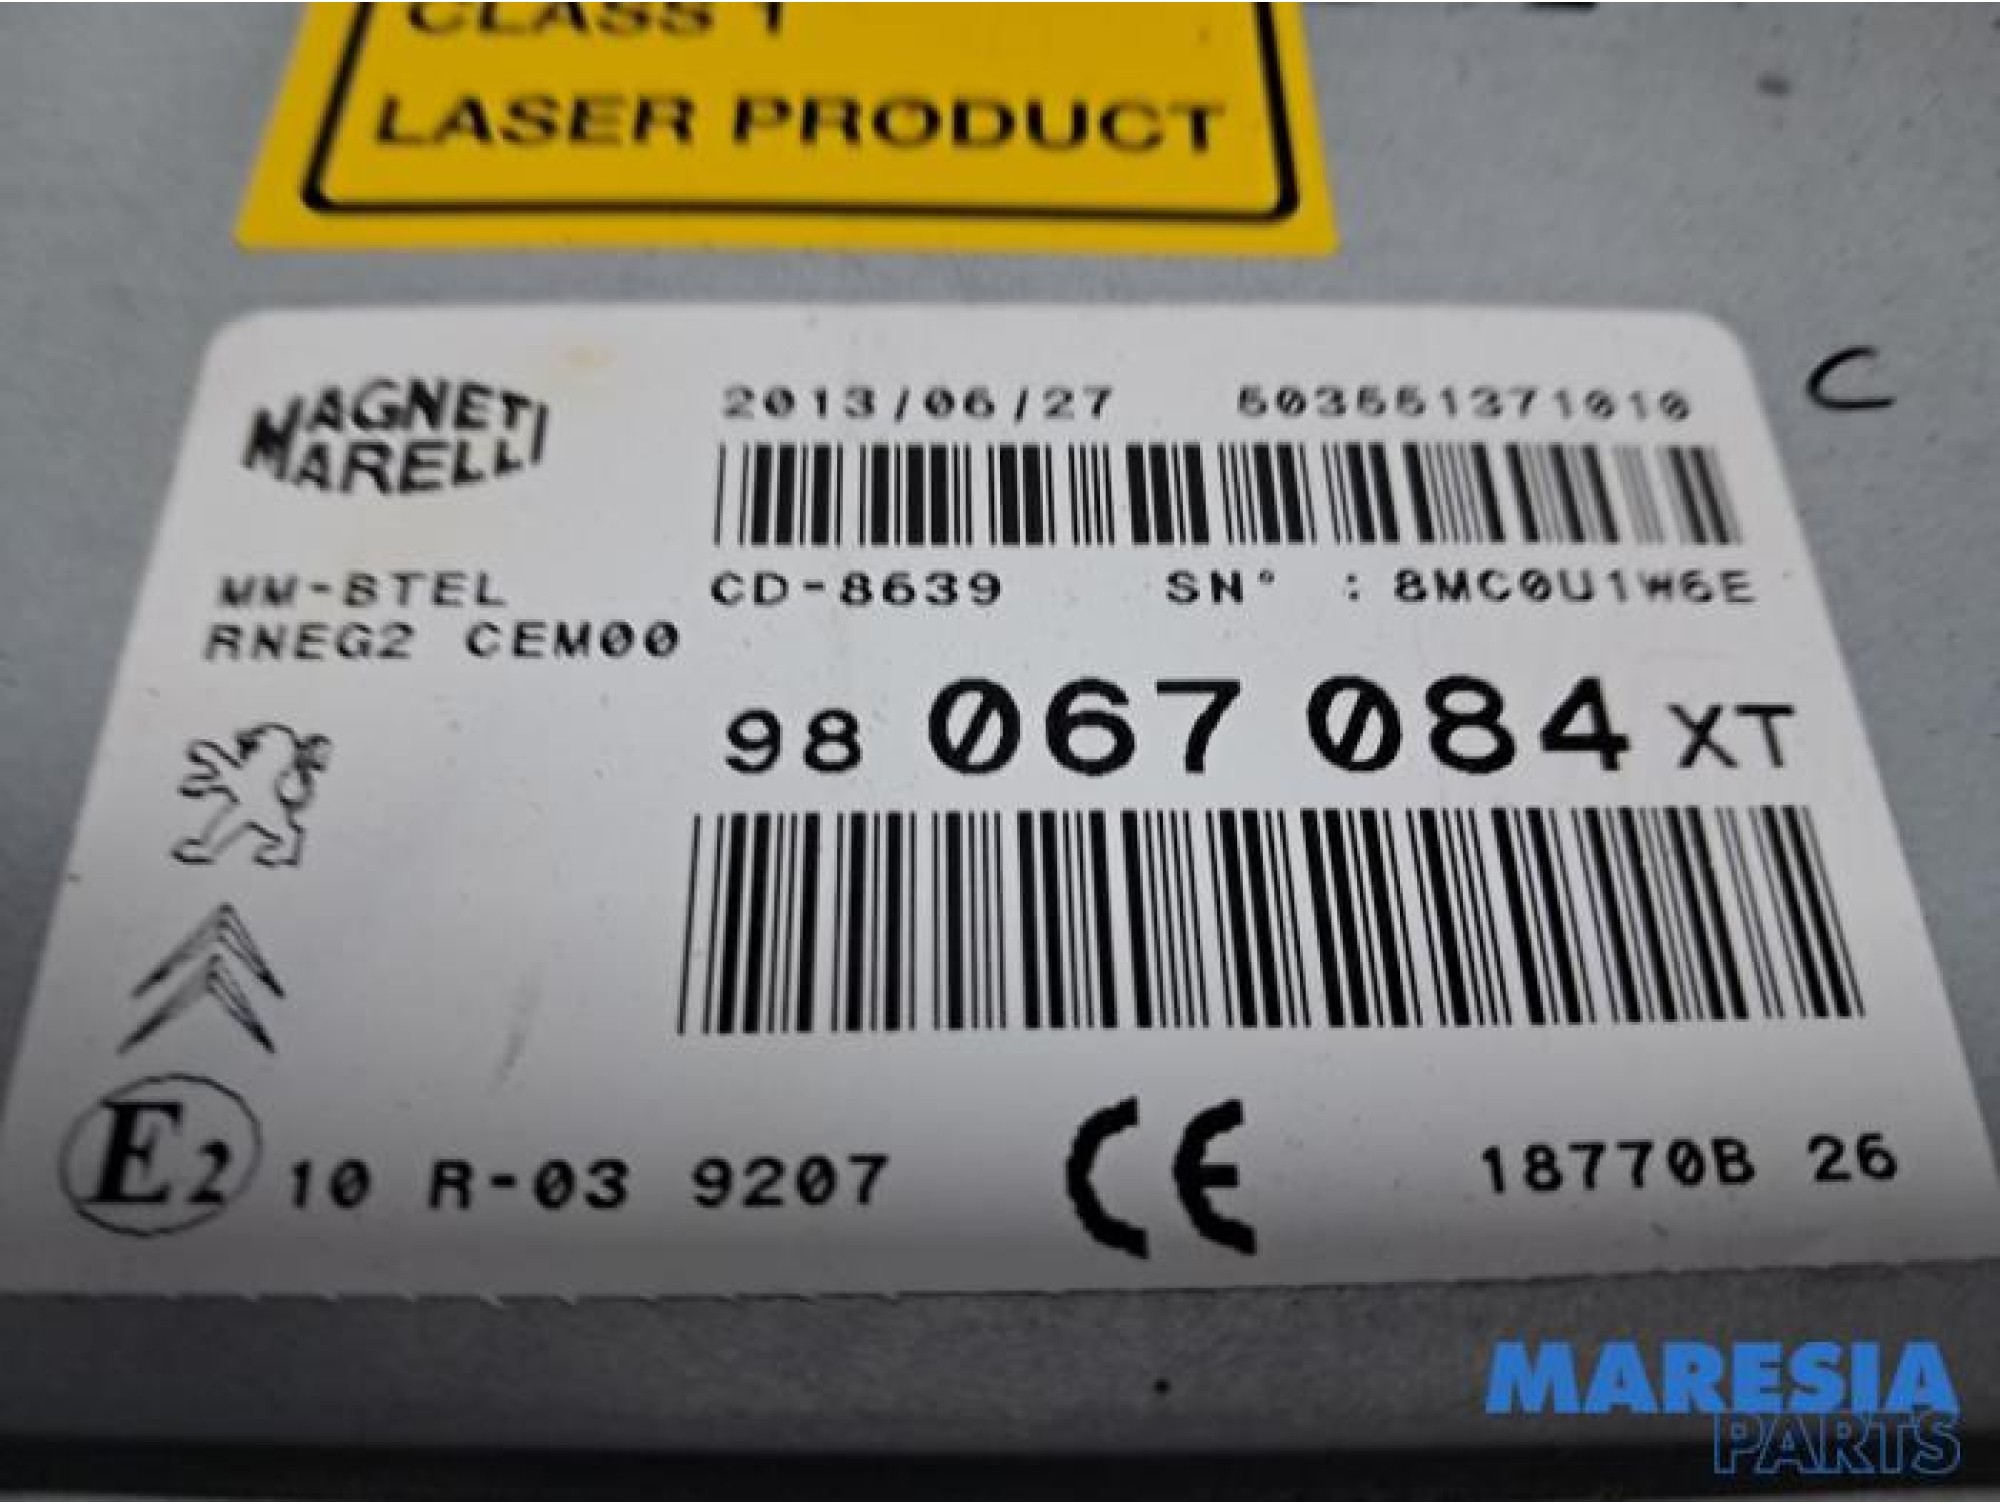 CLASS 1
LASER PRODUCT
MAGNETI
MARELLI
2013/06/27 503551371010
C
MM-BTEL CD-8639 SN° : 8MC0U1W6E
RNEG2 CEM00
98 067 084 XT
E2 10 R-03 9207 CE 18770B 26
MARESIA
PARTS